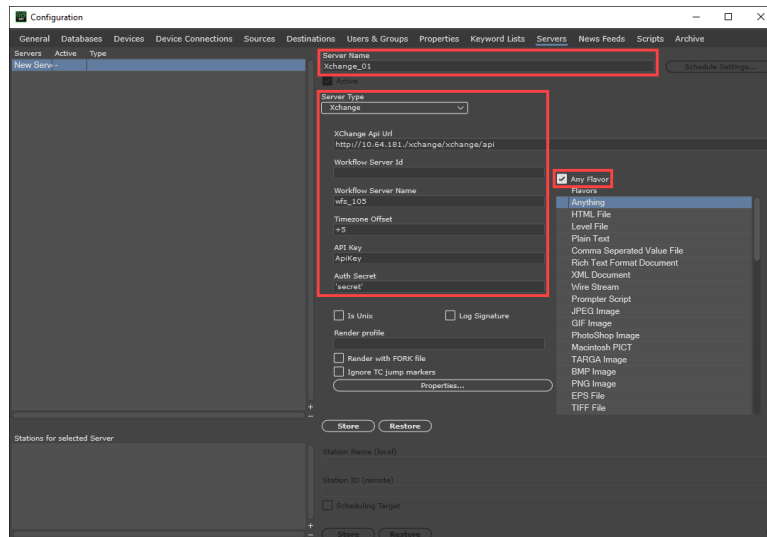 Configuration
General Databases Devices Device Connections Sources Destinations Users & Groups Properties Keyword Lists Servers News Feeds Scripts Archive
Servers Active Type
New Serv -
Server Name
Xchange_01
Schedule Settings...
Active
Server Type
Xchange
XChange Api Url
http://10.64.181./xchange/xchange/api
Workflow Server Id
Workflow Server Name
wfs_105
Timezone Offset
+5
API Key
ApiKey
Auth Secret
'secret'
Is Unix
Log Signature
Render profile
Render with FORK file
Ignore TC jump markers
Properties...
Any Flavor
Flavors
Anything
HTML File
Level File
Plain Text
Comma Seperated Value File
Rich Text Format Document
XML Document
Wire Stream
Prompter Script
JPEG Image
GIF Image
PhotoShop Image
Macintosh PICT
TARGA Image
BMP Image
PNG Image
EPS File
TIFF File
+
-
Store Restore
Stations for selected Server
Station Name (local)
Station ID (remote)
Scheduling Target
+
-
Store Restore